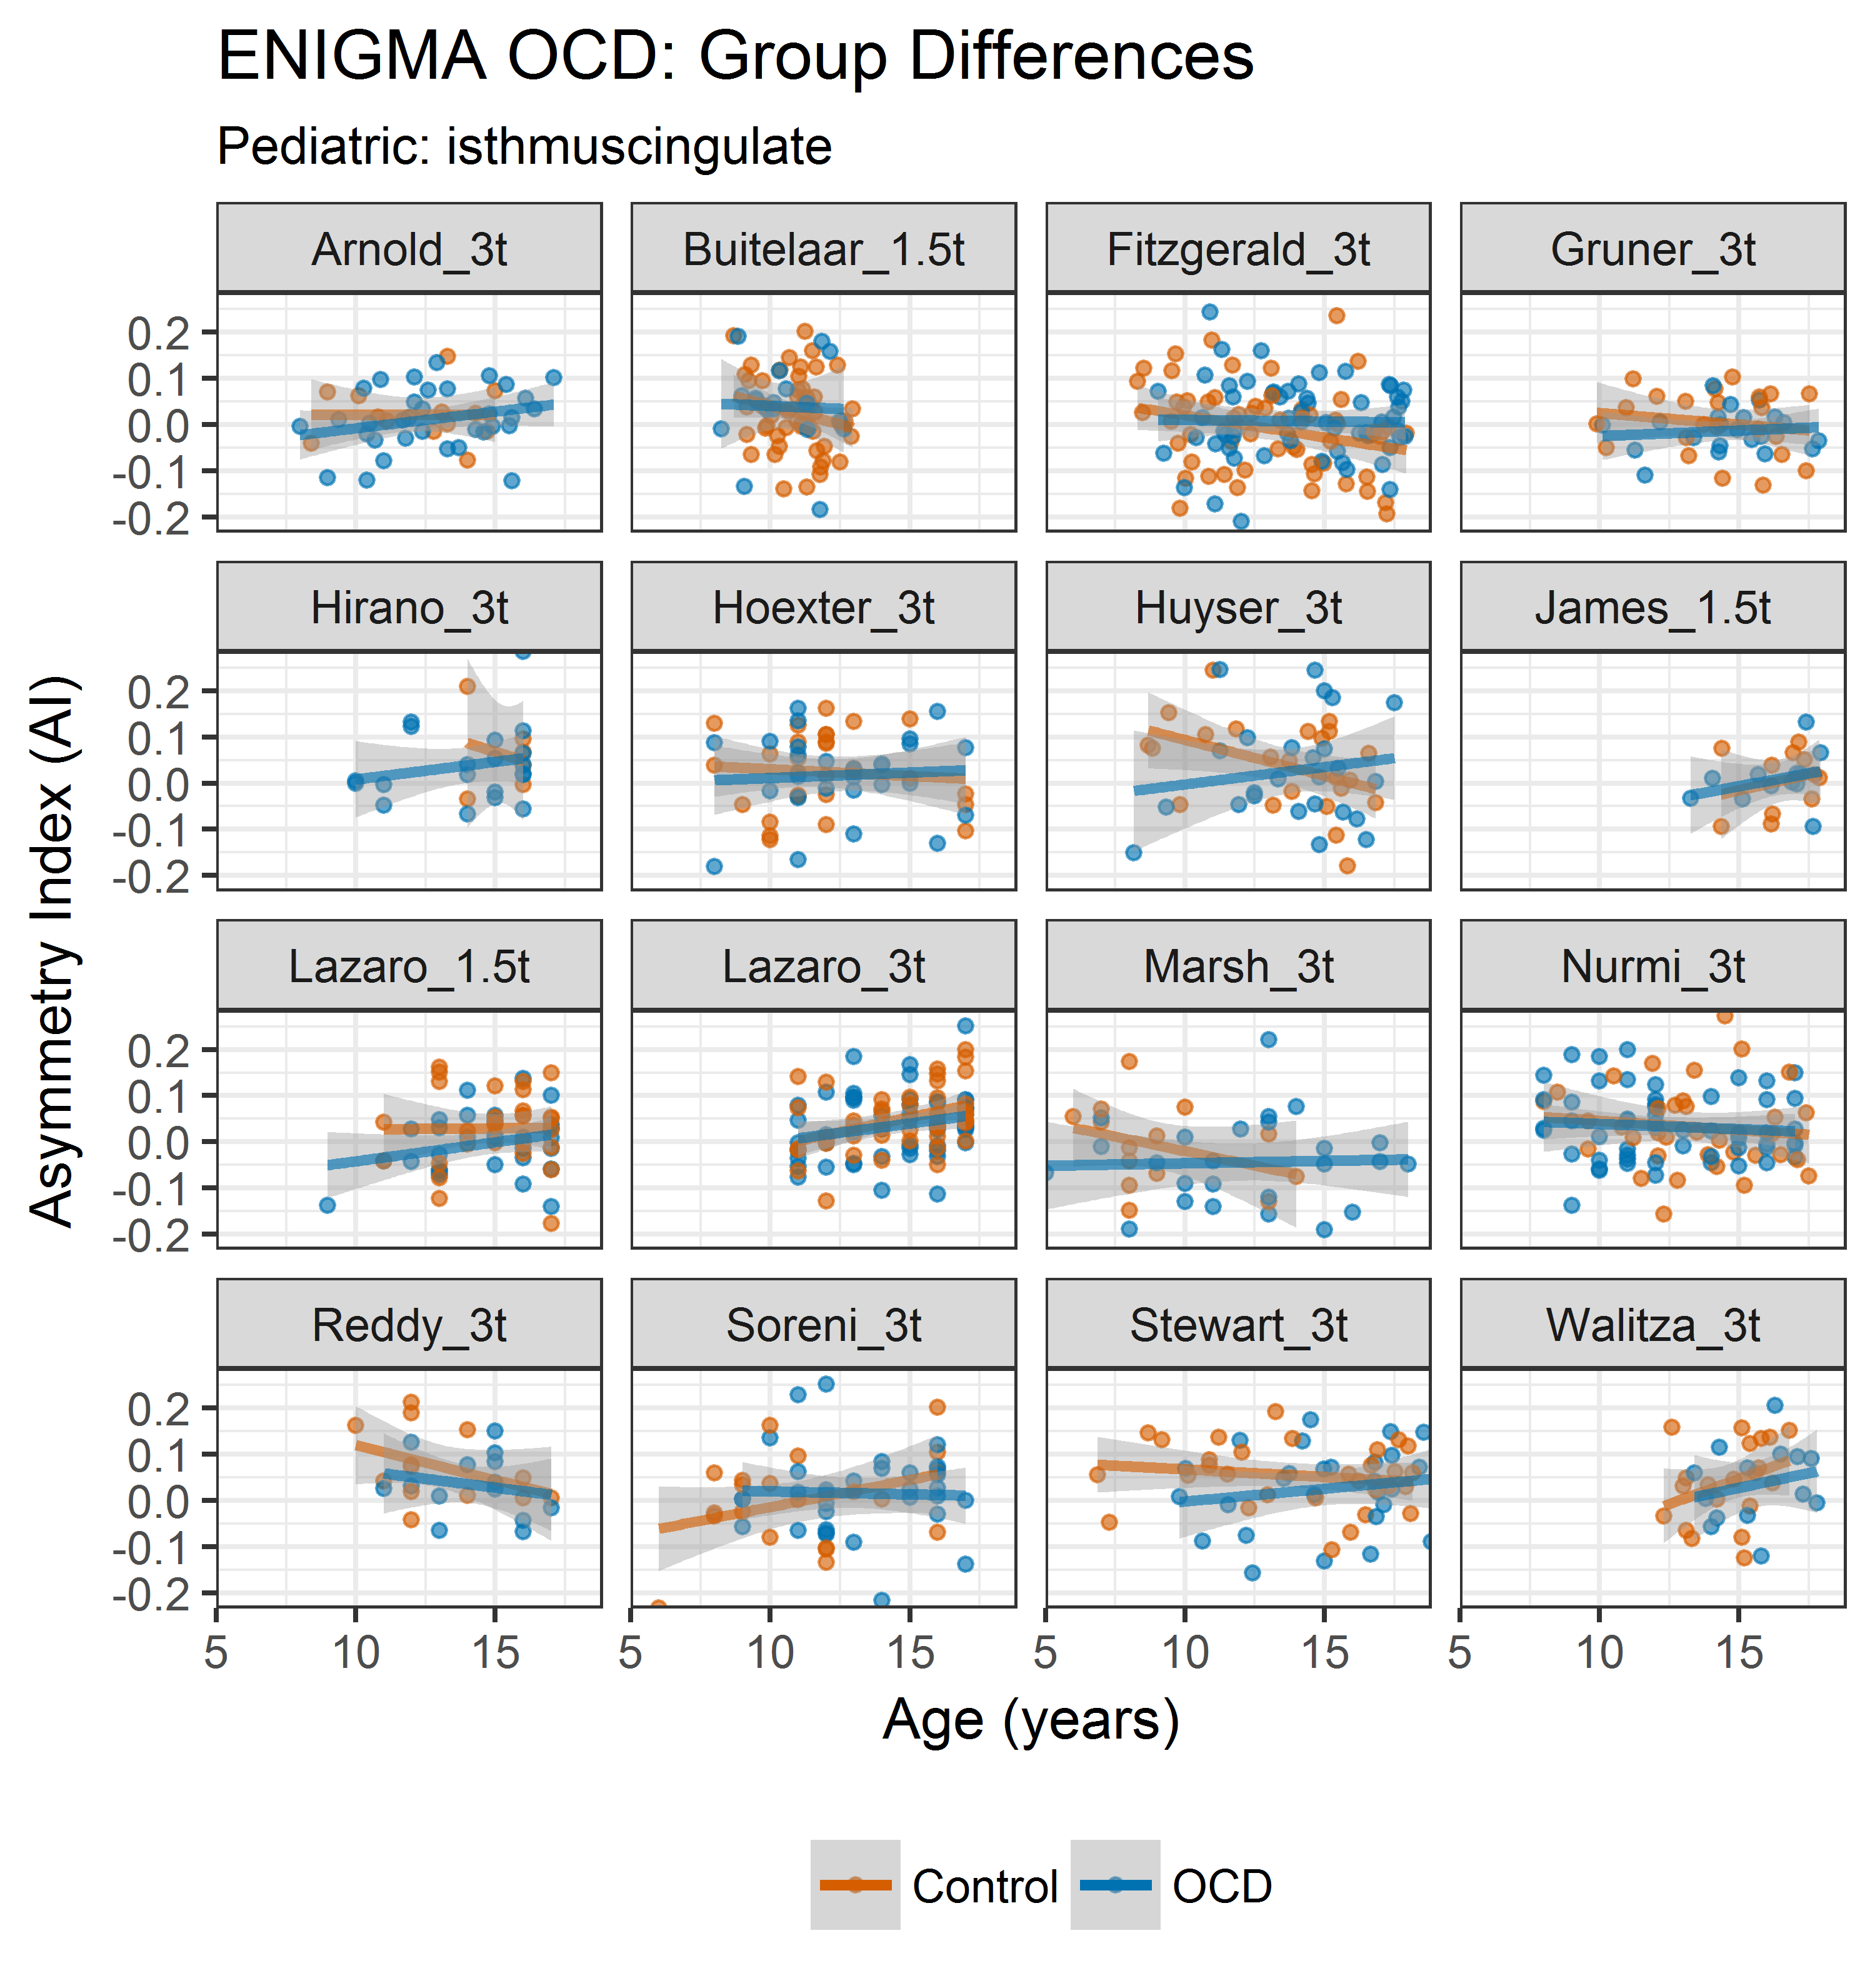 ENIGMA OCD: Group Differences
Pediatric: isthmuscingulate
Arnold_3t Buitelaar_1.5t Fitzgerald_3t Gruner_3t
0.2
0.1
0.0
-0.1
-0.2
Hirano_3t Hoexter_3t Huyser_3t James_1.5t
0.2
0.1
0.0
-0.1
-0.2
Lazaro_1.5t Lazaro_3t Marsh_3t Nurmi_3t
0.2
0.1
0.0
-0.1
-0.2
Reddy_3t Soreni_3t Stewart_3t Walitza_3t
0.2
0.1
0.0
-0.1
-0.2
Asymmetry Index (AI)
5 10 15 5 10 15 5 10 15 5 10 15
Age (years)
Control OCD